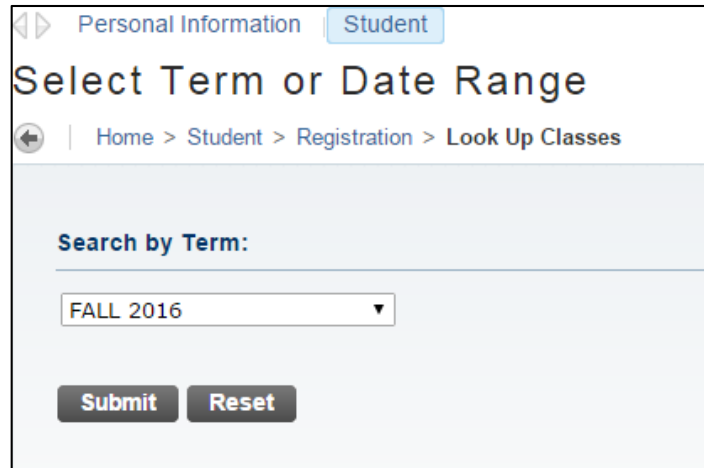 Personal Information | Student
Select Term or Date Range
Home > Student > Registration > Look Up Classes
Search by Term:
FALL 2016
Submit Reset